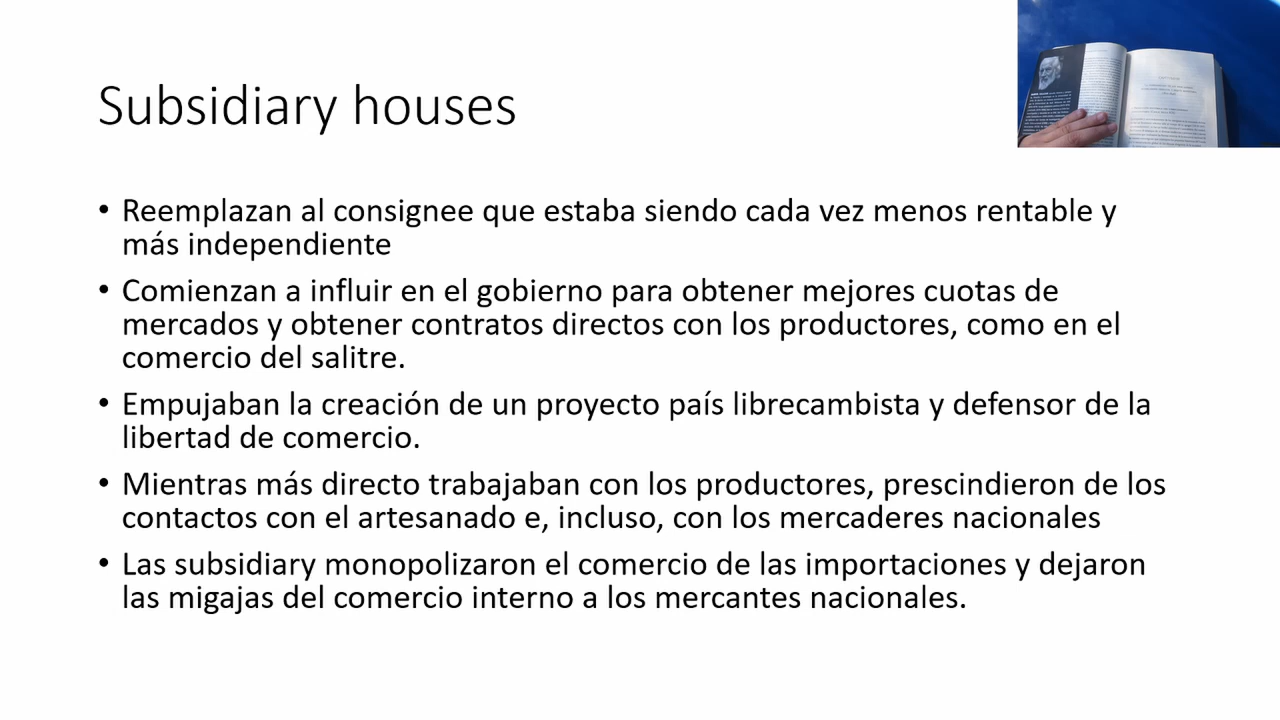 Subsidiary houses
• Reemplazan al consignee que estaba siendo cada vez menos rentable y
más independiente
• Comienzan a influir en el gobierno para obtener mejores cuotas de
mercados y obtener contratos directos con los productores, como en el
comercio del salitre.
• Empujaban la creación de un proyecto país librecambista y defensor de la
libertad de comercio.
• Mientras más directo trabajaban con los productores, prescindieron de los
contactos con el artesanado e, incluso, con los mercaderes nacionales
• Las subsidiary monopolizaron el comercio de las importaciones y dejaron
las migajas del comercio interno a los mercantes nacionales.